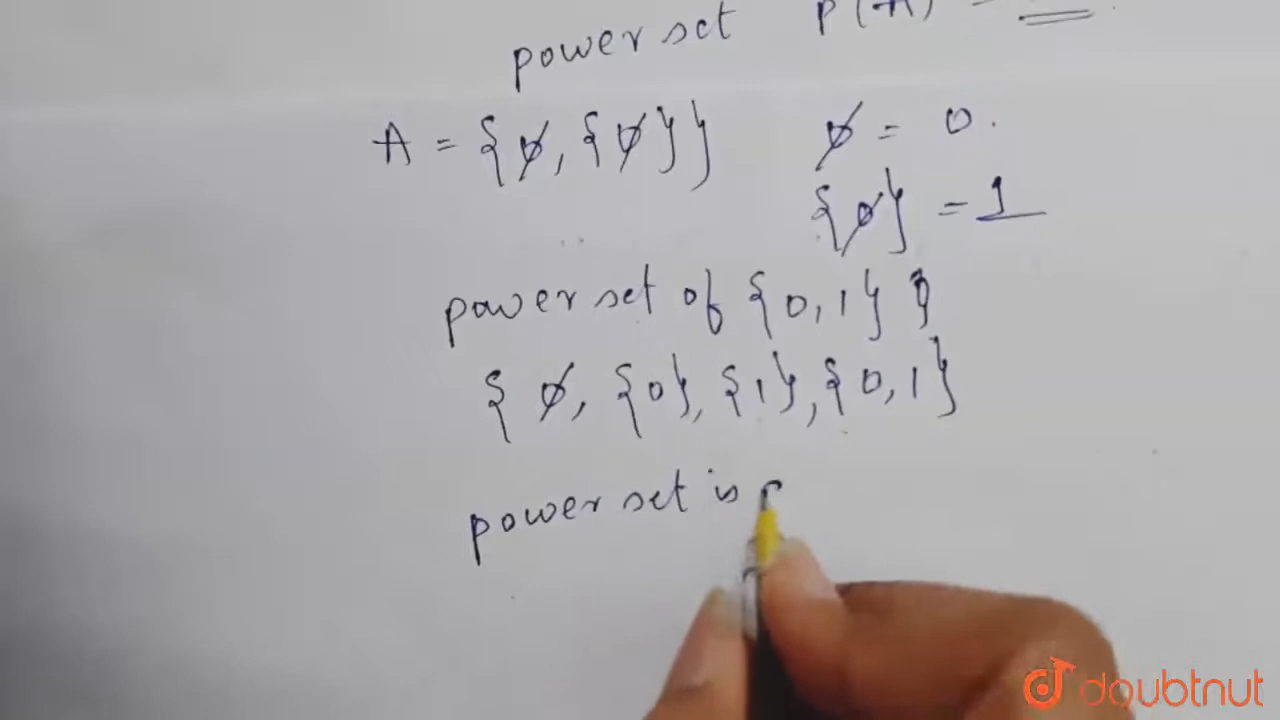 power set P(A) =
A = {ϕ, {ϕ}} ϕ = 0.
{ϕ} = 1
power set of {0,1}
{ ϕ, {0}, {1}, {0,1}
power set is
doubtnut